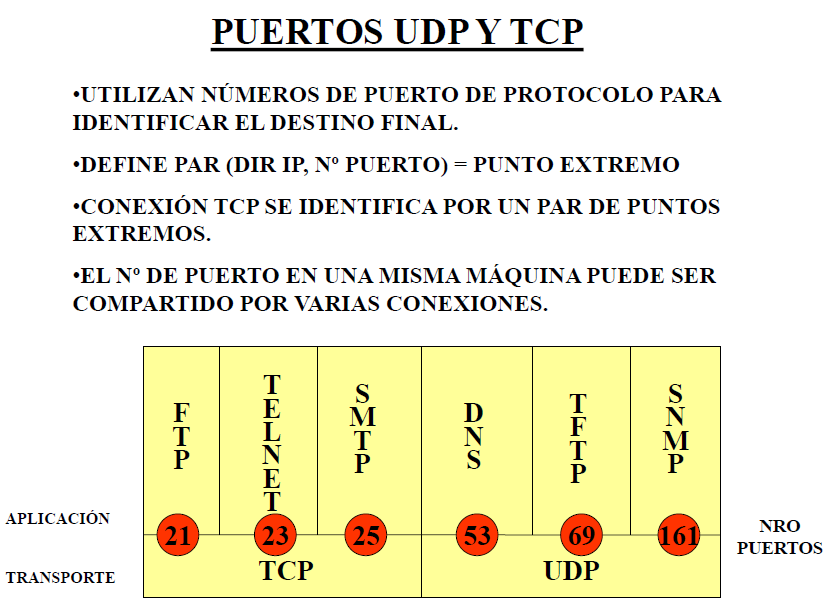 PUERTOS UDP Y TCP
•UTILIZAN NÚMEROS DE PUERTO DE PROTOCOLO PARA
IDENTIFICAR EL DESTINO FINAL.
•DEFINE PAR (DIR IP, Nº PUERTO) = PUNTO EXTREMO
•CONEXIÓN TCP SE IDENTIFICA POR UN PAR DE PUNTOS
EXTREMOS.
•EL Nº DE PUERTO EN UNA MISMA MÁQUINA PUEDE SER
COMPARTIDO POR VARIAS CONEXIONES.
FTP TELNET SMTP DNS TFTP SNMP
APLICACIÓN
21 23 25 53 69 161
NRO
PUERTOS
TRANSPORTE
TCP UDP